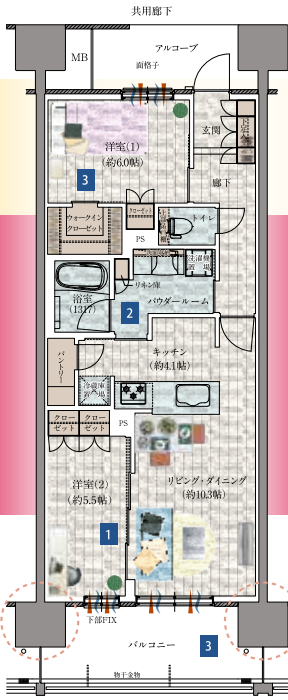 共用廊下
アルコーブ
MB
面格子
玄関
下足入
洋室(1)
(約6.0帖)
廊下
3
クローゼット
ウォークイン
クローゼット
トイレ
PS
洗濯機
置場
リネン庫
浴室
(1317)
パウダールーム
2
キッチン
(約4.1帖)
パントリー
冷蔵庫
置場
クロー
ゼット
クロー
ゼット
PS
洋室(2)
(約5.5帖)
リビング・ダイニング
(約10.3帖)
1
下部FIX
バルコニー
3
物干金物